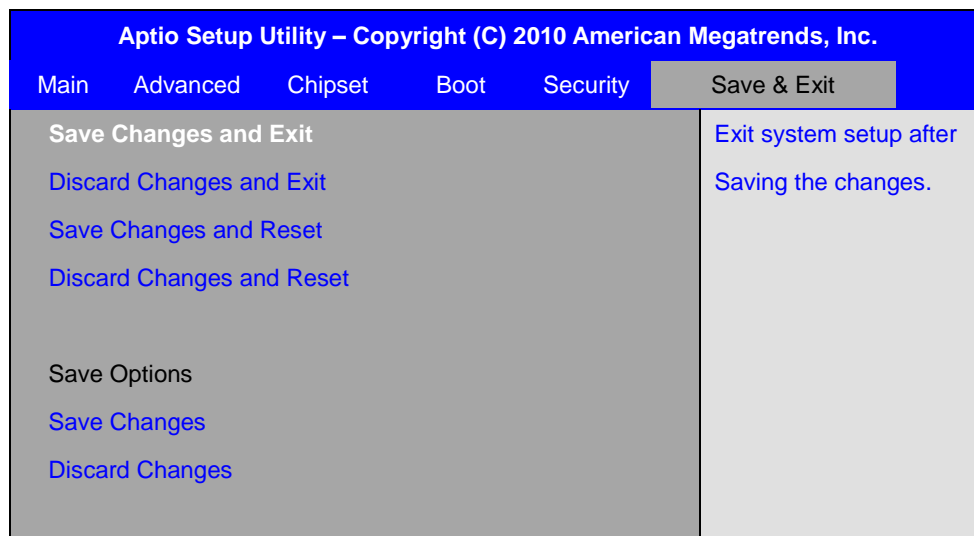 Aptio Setup Utility – Copyright (C) 2010 American Megatrends, Inc.
Main Advanced Chipset Boot Security Save & Exit
Save Changes and Exit
Discard Changes and Exit
Save Changes and Reset
Discard Changes and Reset
Save Options
Save Changes
Discard Changes
Exit system setup after
Saving the changes.